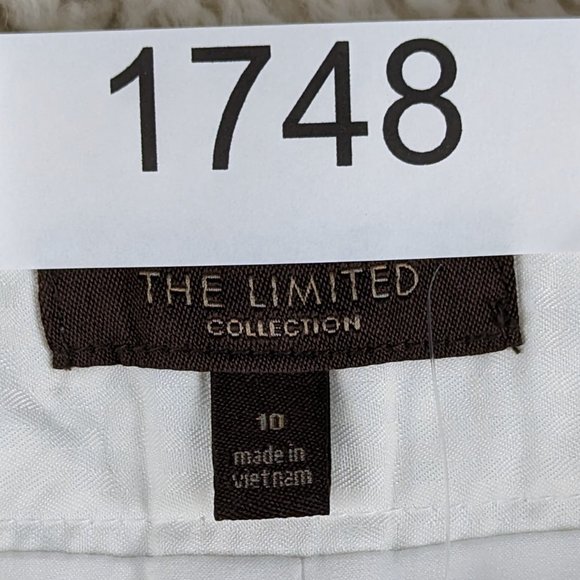 1748
THE LIMITED
COLLECTION
10
made in
vietnam